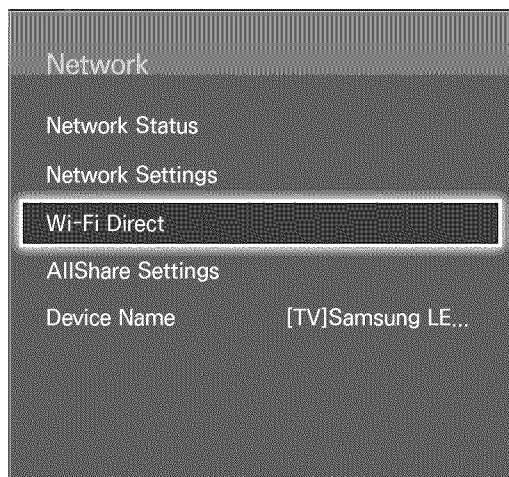 Network
Network Status
Network Settings
Wi-Fi Direct
AllShare Settings
Device Name [TV]Samsung LE...